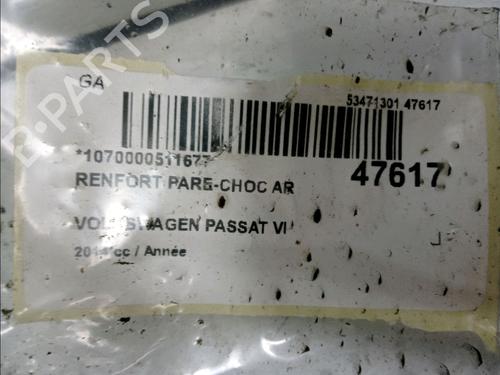 GA
53471301 47617
*1070000511677
47617
RENFORT PARE-CHOC AR
VOLKSWAGEN PASSAT VI
cc / Année
B-PARTS